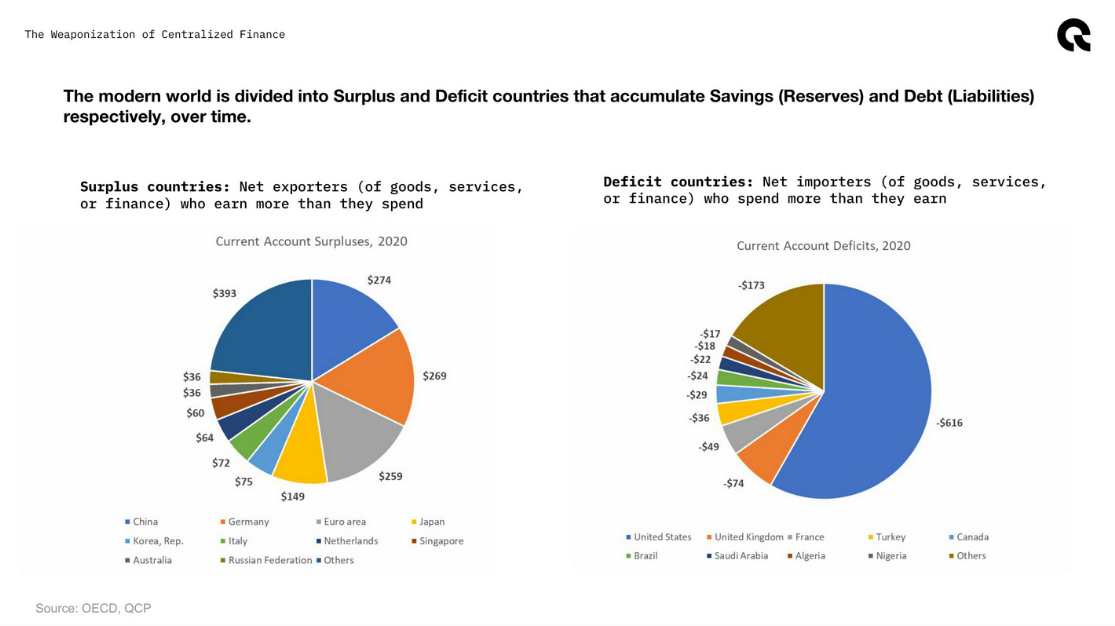 The Weaponization of Centralized Finance
The modern world is divided into Surplus and Deficit countries that accumulate Savings (Reserves) and Debt (Liabilities)
respectively, over time.
Surplus countries: Net exporters (of goods, services,
or finance) who earn more than they spend
Current Account Surpluses, 2020
$274
$269
$259
$149
$75
$72
$64
$60
$36
$36
$393
China Germany Euro area Japan
Korea, Rep. Italy Netherlands Singapore
Australia Russian Federation Others
Deficit countries: Net importers (of goods, services,
or finance) who spend more than they earn
Current Account Deficits, 2020
-$616
-$74
-$49
-$36
-$29
-$24
-$22
-$18
-$17
-$173
United States United Kingdom France Turkey Canada
Brazil Saudi Arabia Algeria Nigeria Others
Source: OECD, QCP